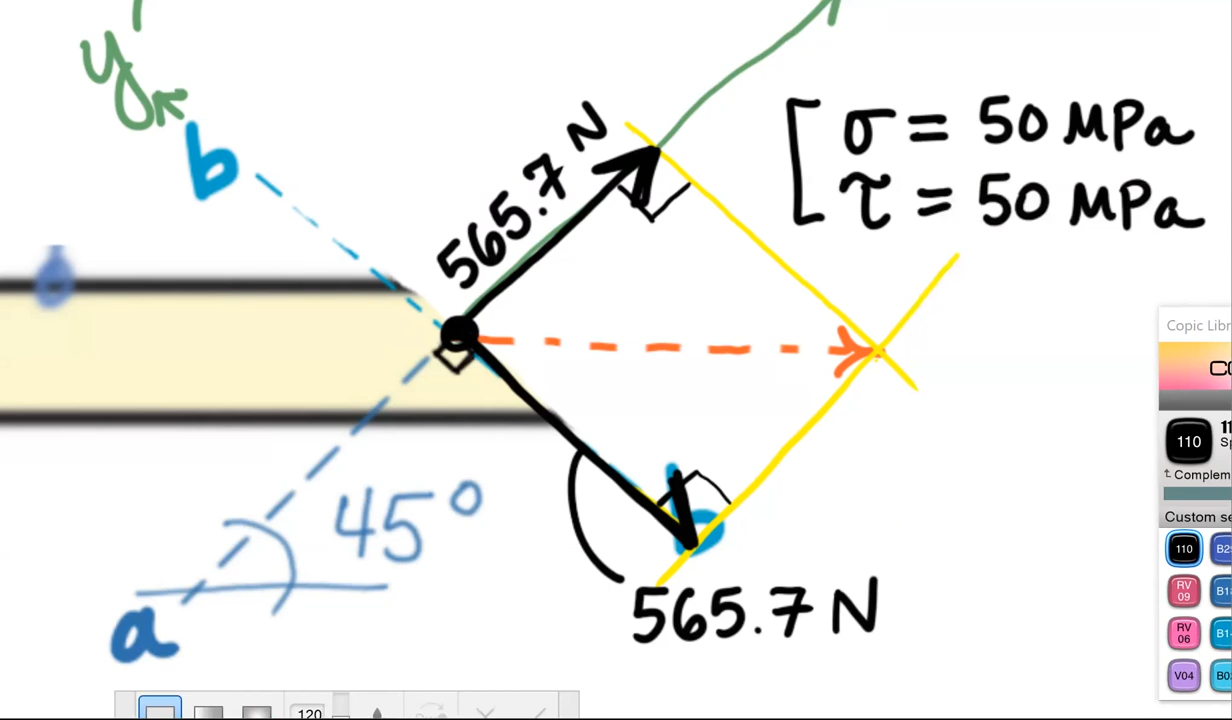 y
b
565.7 N
σ = 50 MPa
τ = 50 MPa
45°
a
565.7 N
Copic Libr
110
Complem
Custom se
110
RV 09
RV 06
V04
120